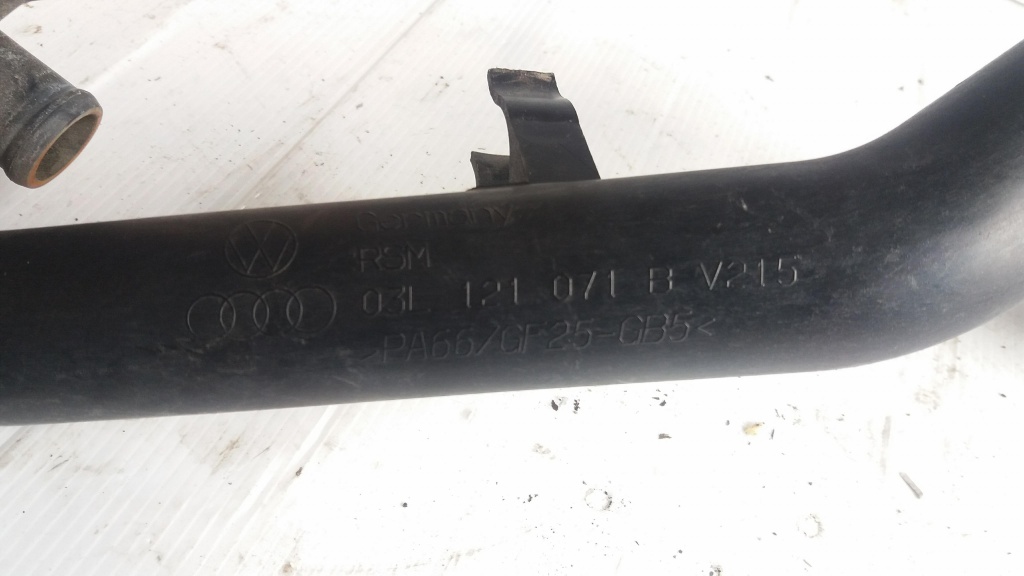 Germany
RSM
03L 121 071 B V215
>PA66/GF25-GB5<